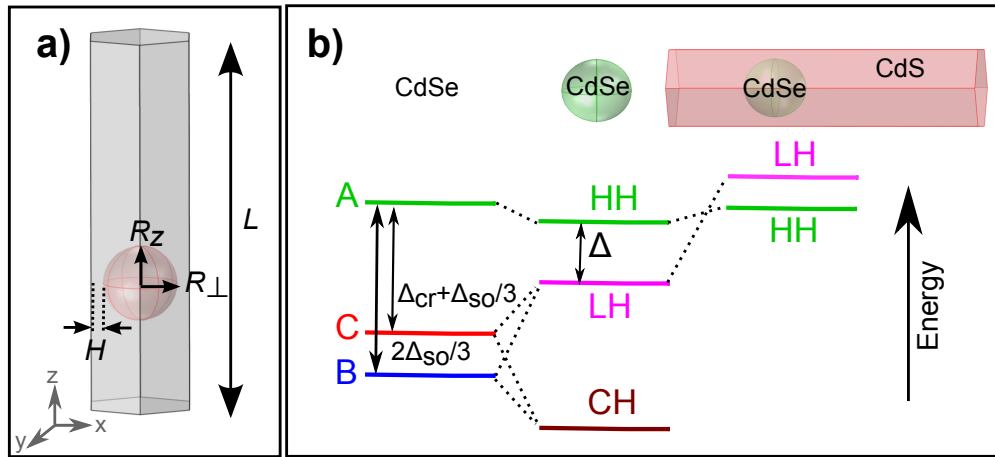 a)
L
Rz
R⊥
H
z
y
x
b)
CdSe
CdSe
CdSe
CdS
A
HH
LH
HH
Δ
LH
Δcr+Δso/3
C
2Δso/3
B
CH
Energy